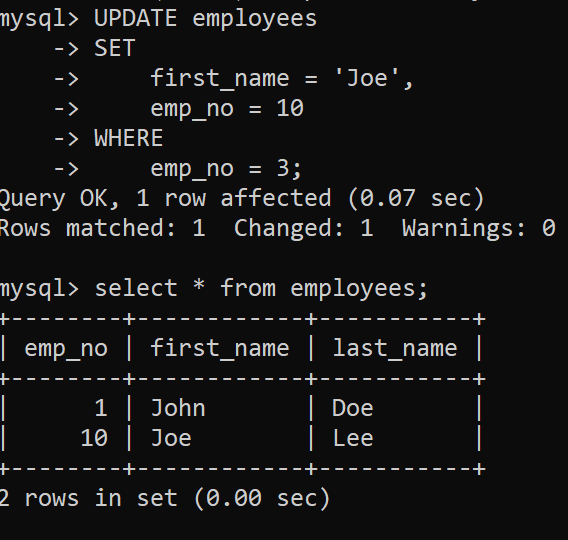 mysql> UPDATE employees
    -> SET
    ->     first_name = 'Joe',
    ->     emp_no = 10
    -> WHERE
    ->     emp_no = 3;
Query OK, 1 row affected (0.07 sec)
Rows matched: 1  Changed: 1  Warnings: 0

mysql> select * from employees;
+--------+------------+-----------+
| emp_no | first_name | last_name |
+--------+------------+-----------+
|      1 | John       | Doe       |
|     10 | Joe        | Lee       |
+--------+------------+-----------+
2 rows in set (0.00 sec)